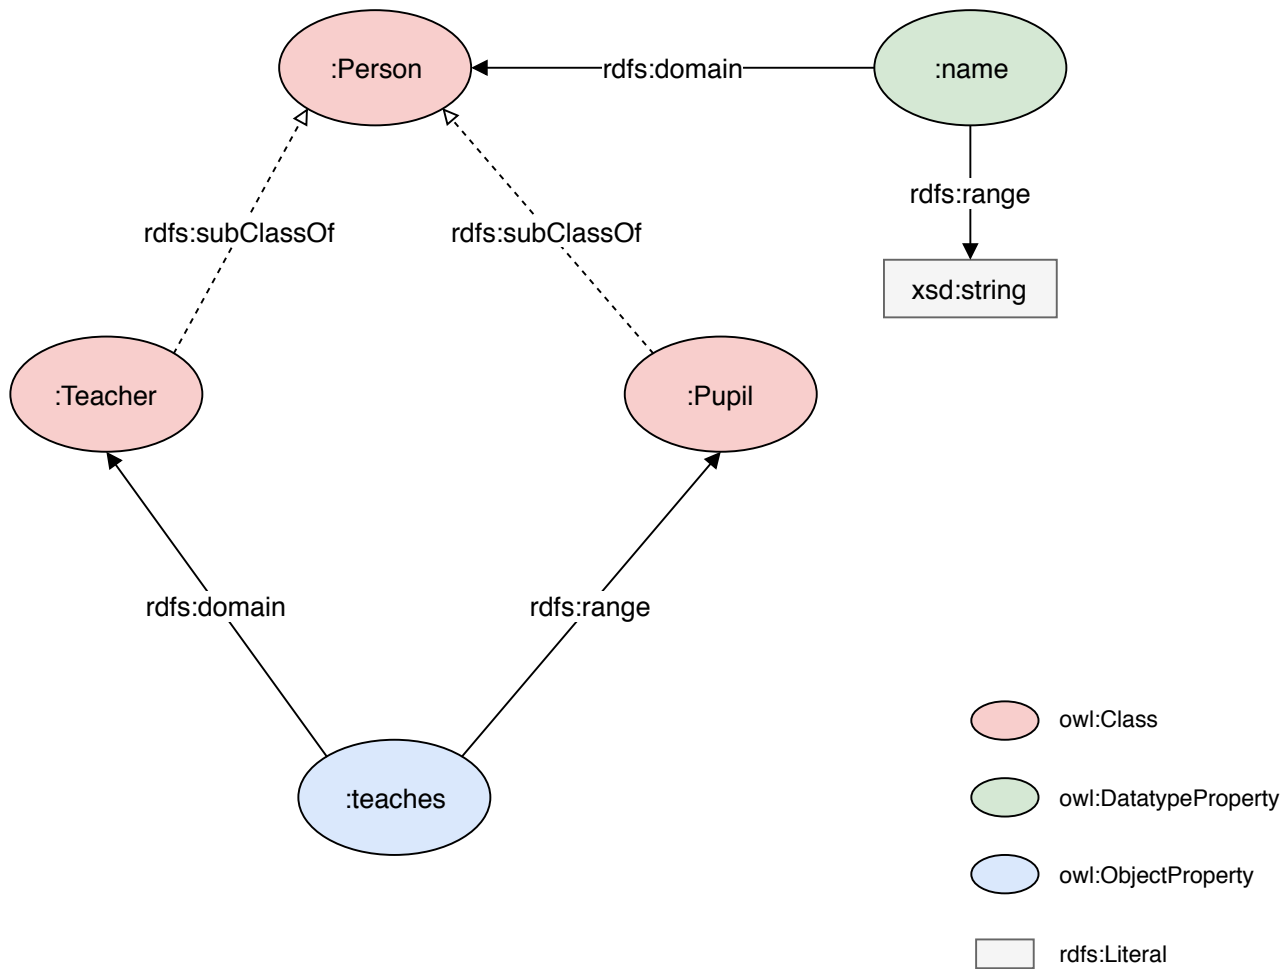 :Person
rdfs:domain
:name
rdfs:range
rdfs:subClassOf
rdfs:subClassOf
xsd:string
:Teacher
:Pupil
rdfs:domain
rdfs:range
:teaches
owl:Class
owl:DatatypeProperty
owl:ObjectProperty
rdfs:Literal